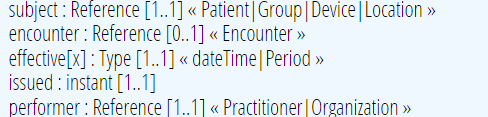 subject : Reference [1..1] « Patient|Group|Device|Location »
encounter : Reference [0..1] « Encounter »
effective[x] : Type [1..1] « dateTime|Period »
issued : instant [1..1]
performer : Reference [1..1] « Practitioner|Organization »